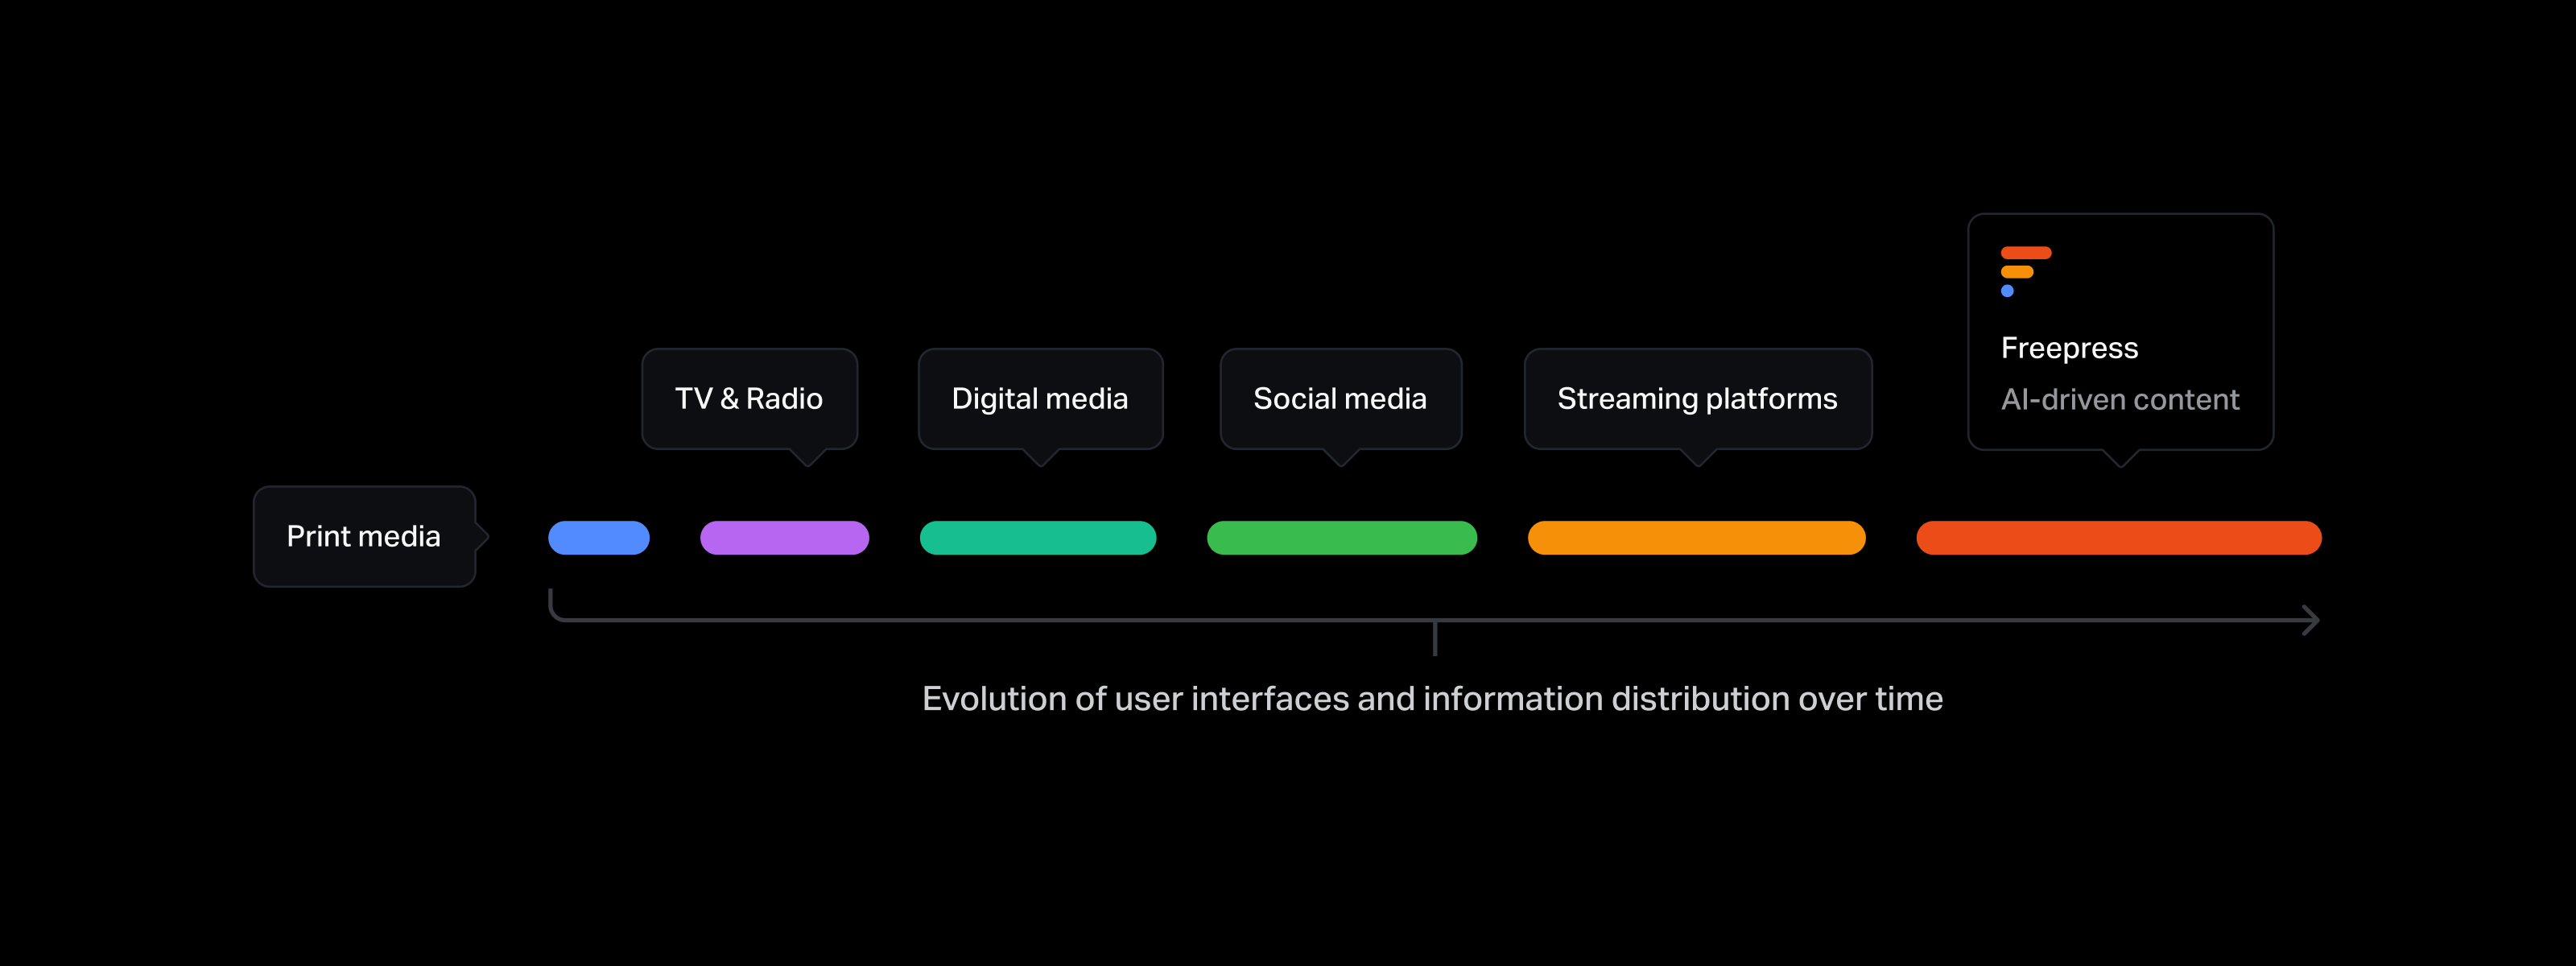 Print media
TV & Radio
Digital media
Social media
Streaming platforms
Freepress
AI-driven content
Evolution of user interfaces and information distribution over time